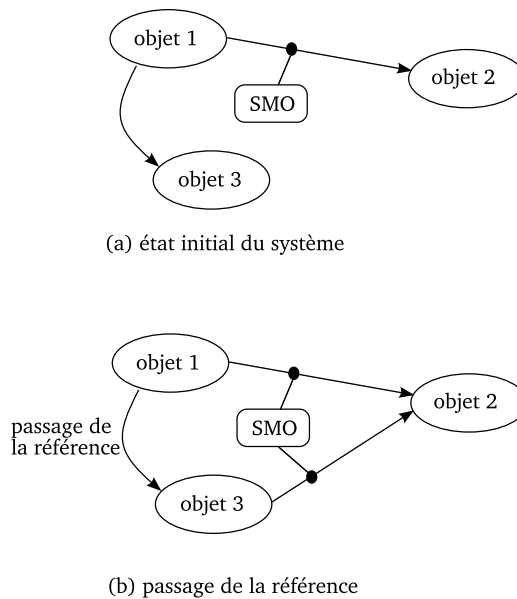 objet 1
objet 2
SMO
objet 3
(a) état initial du système
objet 1
objet 2
passage de
la référence
SMO
objet 3
(b) passage de la référence